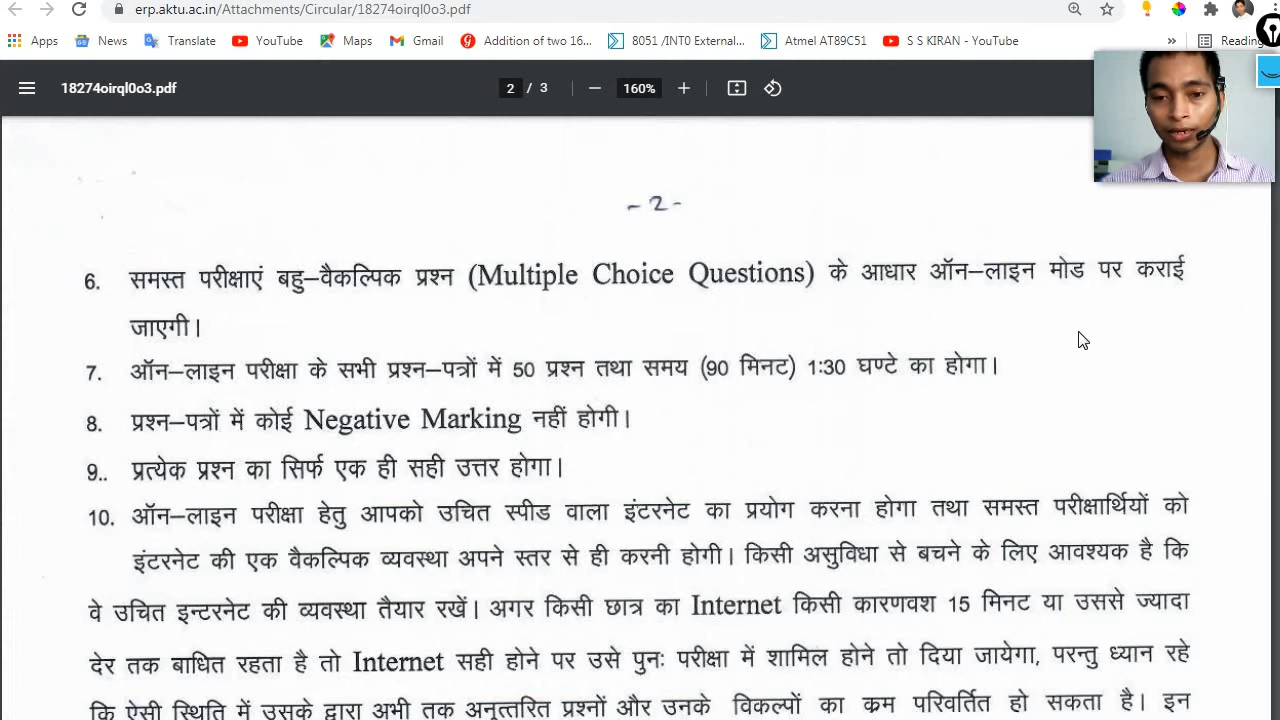 erp.aktu.ac.in/Attachments/Circular/18274oirql0o3.pdf
Apps News Translate YouTube Maps Gmail Addition of two 16... 8051 /INT0 External... Atmel AT89C51 S S KIRAN - YouTube » Reading
18274oirql0o3.pdf 2 / 3 — 160% +
- 2 -
6. समस्त परीक्षाएं बहु–वैकल्पिक प्रश्न (Multiple Choice Questions) के आधार ऑन–लाइन मोड पर कराई
जाएगी।
7. ऑन–लाइन परीक्षा के सभी प्रश्न–पत्रों में 50 प्रश्न तथा समय (90 मिनट) 1:30 घण्टे का होगा।
8. प्रश्न–पत्रों में कोई Negative Marking नहीं होगी।
9.. प्रत्येक प्रश्न का सिर्फ एक ही सही उत्तर होगा।
10. ऑन–लाइन परीक्षा हेतु आपको उचित स्पीड वाला इंटरनेट का प्रयोग करना होगा तथा समस्त परीक्षार्थियों को
इंटरनेट की एक वैकल्पिक व्यवस्था अपने स्तर से ही करनी होगी। किसी असुविधा से बचने के लिए आवश्यक है कि
वे उचित इन्टरनेट की व्यवस्था तैयार रखें। अगर किसी छात्र का Internet किसी कारणवश 15 मिनट या उससे ज्यादा
देर तक बाधित रहता है तो Internet सही होने पर उसे पुनः परीक्षा में शामिल होने तो दिया जायेगा, परन्तु ध्यान रहे
कि ऐसी स्थिति में उसके द्वारा अभी तक अनुत्तरित प्रश्नों और उनके विकल्पों का क्रम परिवर्तित हो सकता है। इन